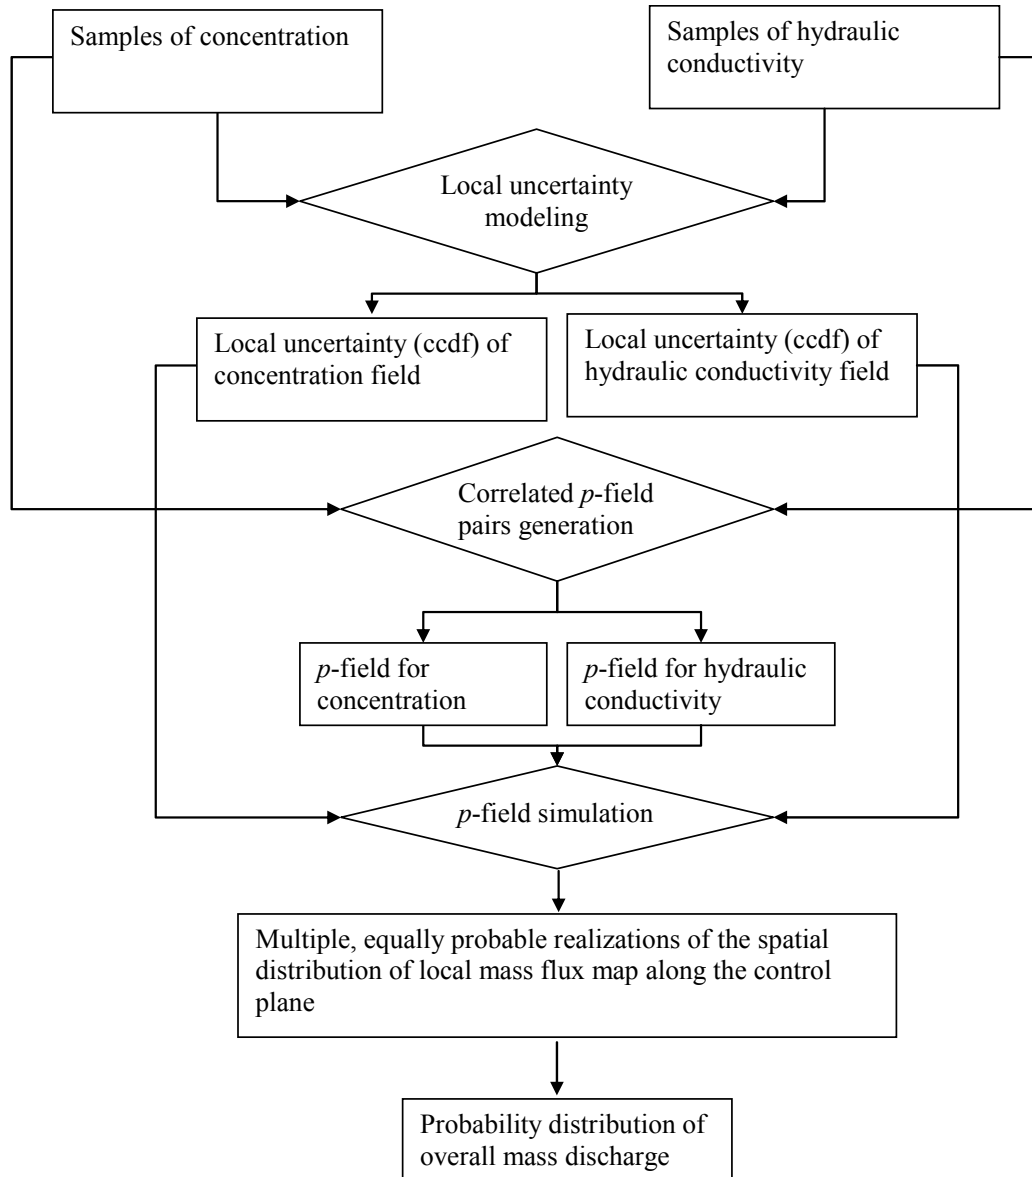 Samples of concentration
Samples of hydraulic
conductivity
Local uncertainty
modeling
Local uncertainty (ccdf) of
concentration field
Local uncertainty (ccdf) of
hydraulic conductivity field
Correlated p-field
pairs generation
p-field for
concentration
p-field for hydraulic
conductivity
p-field simulation
Multiple, equally probable realizations of the spatial
distribution of local mass flux map along the control
plane
Probability distribution of
overall mass discharge